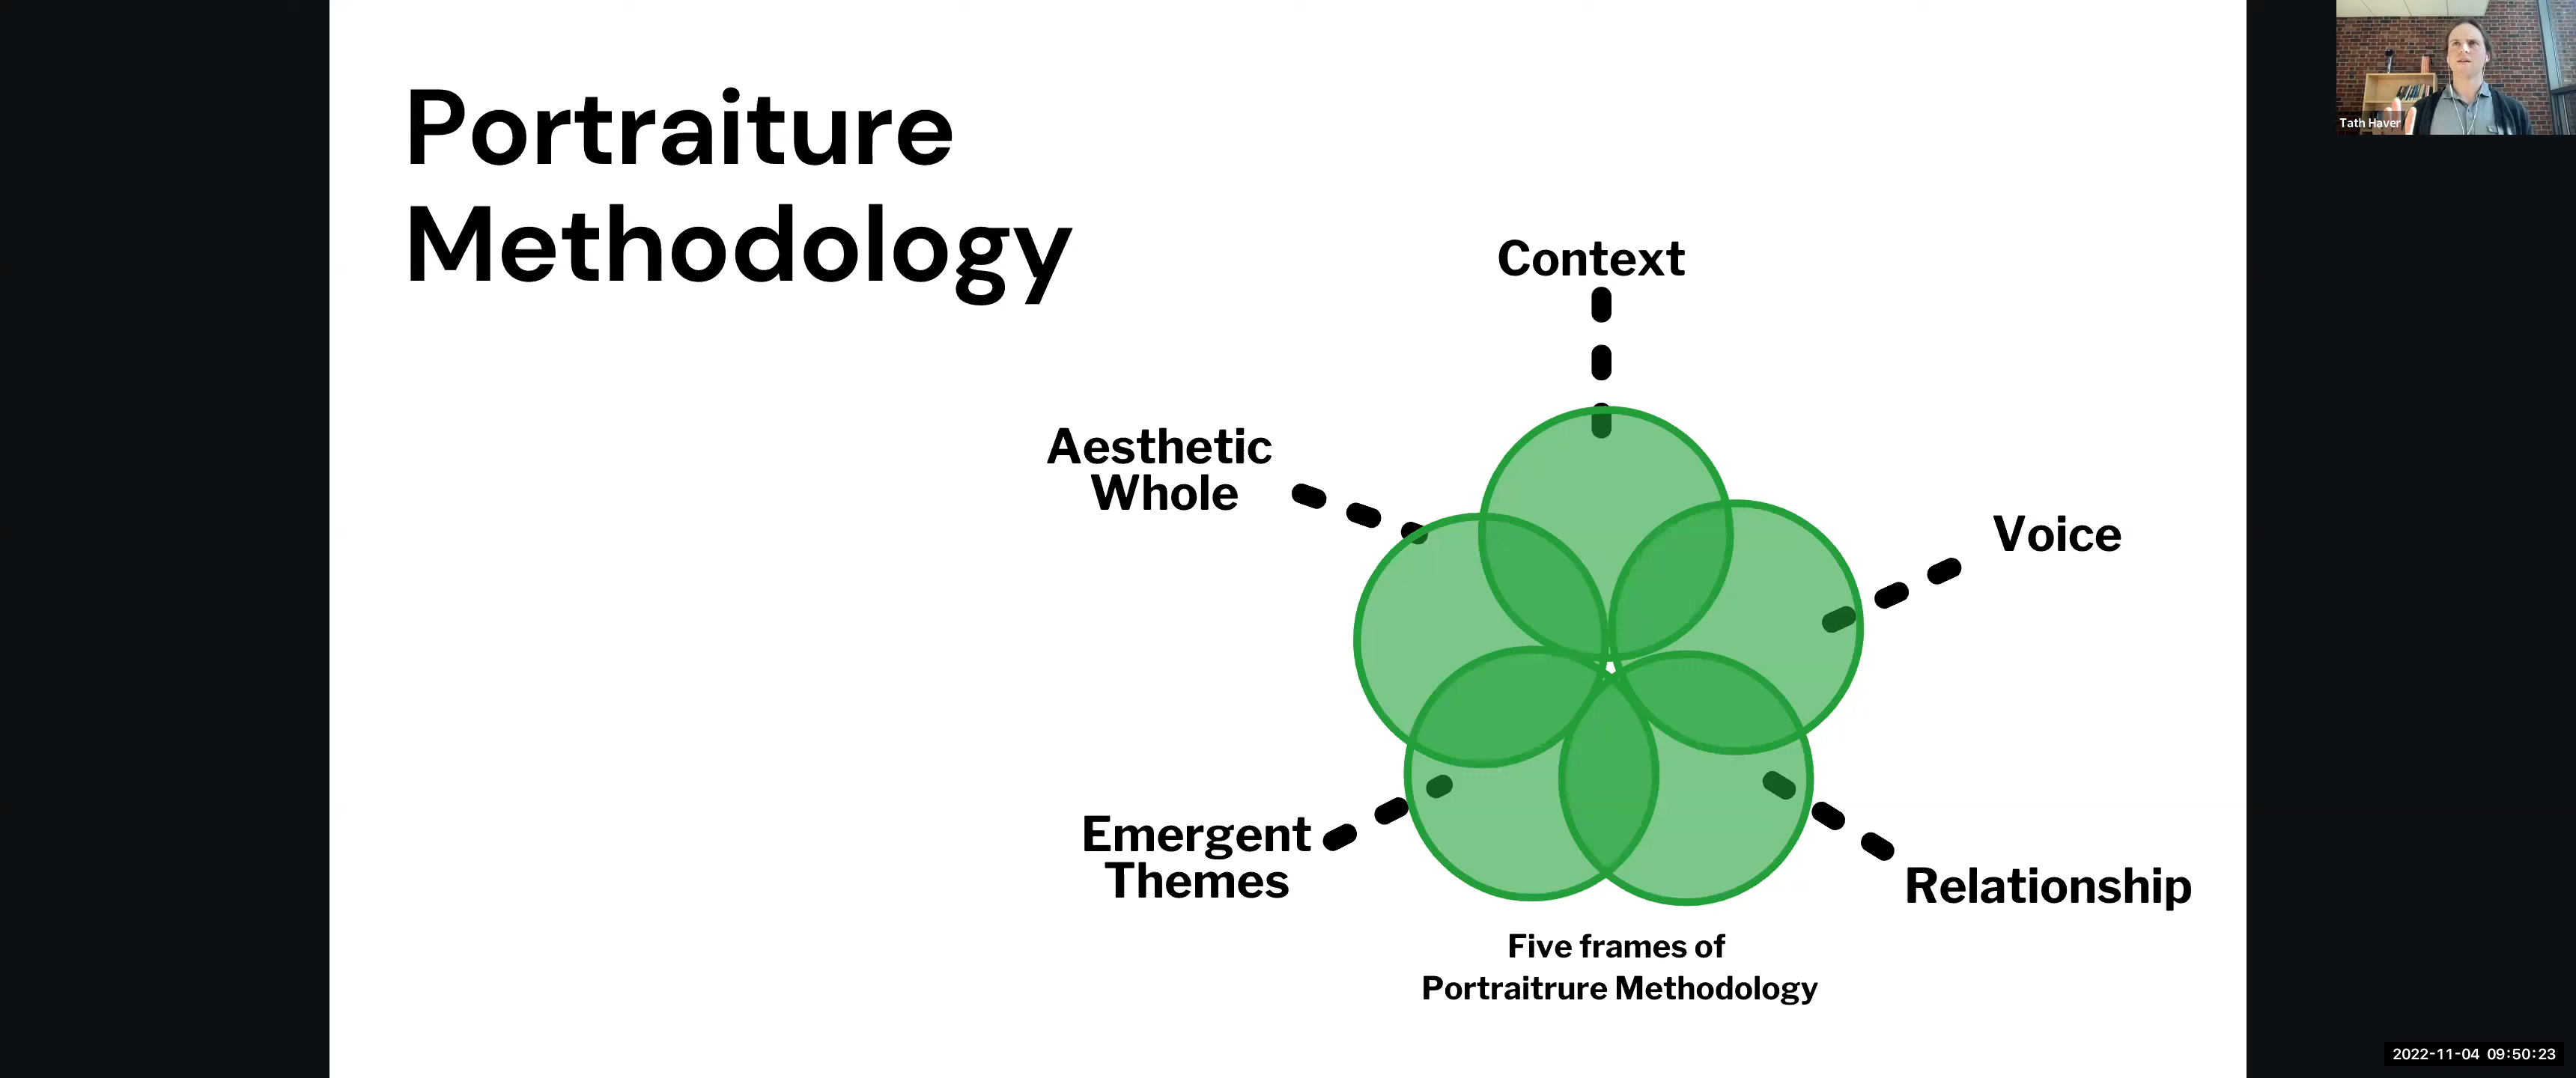 Portraiture
Methodology
Context
Aesthetic
Whole
Voice
Emergent
Themes
Relationship
Five frames of
Portraitrure Methodology
Tath Haver
2022-11-04 09:50:23